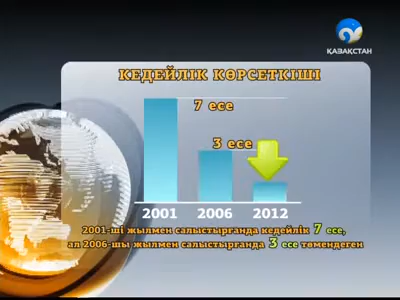 ҚАЗАҚСТАН
КЕДЕЙЛІК КӨРСЕТКІШІ
7 есе
3 есе
2001 2006 2012
2001-ші жылмен салыстырғанда кедейлік 7 есе,
ал 2006-шы жылмен салыстырғанда 3 есе төмендеген